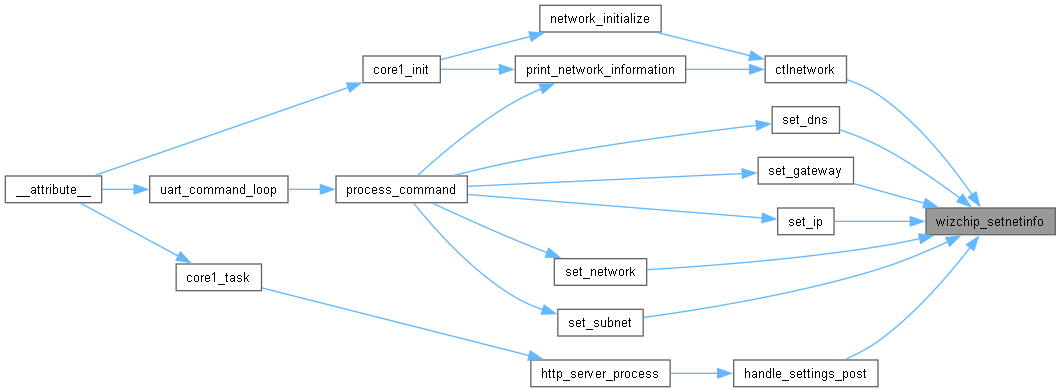 network_initialize
core1_init
print_network_information
ctlnetwork
set_dns
set_gateway
__attribute__
uart_command_loop
process_command
set_ip
wizchip_setnetinfo
set_network
core1_task
set_subnet
http_server_process
handle_settings_post